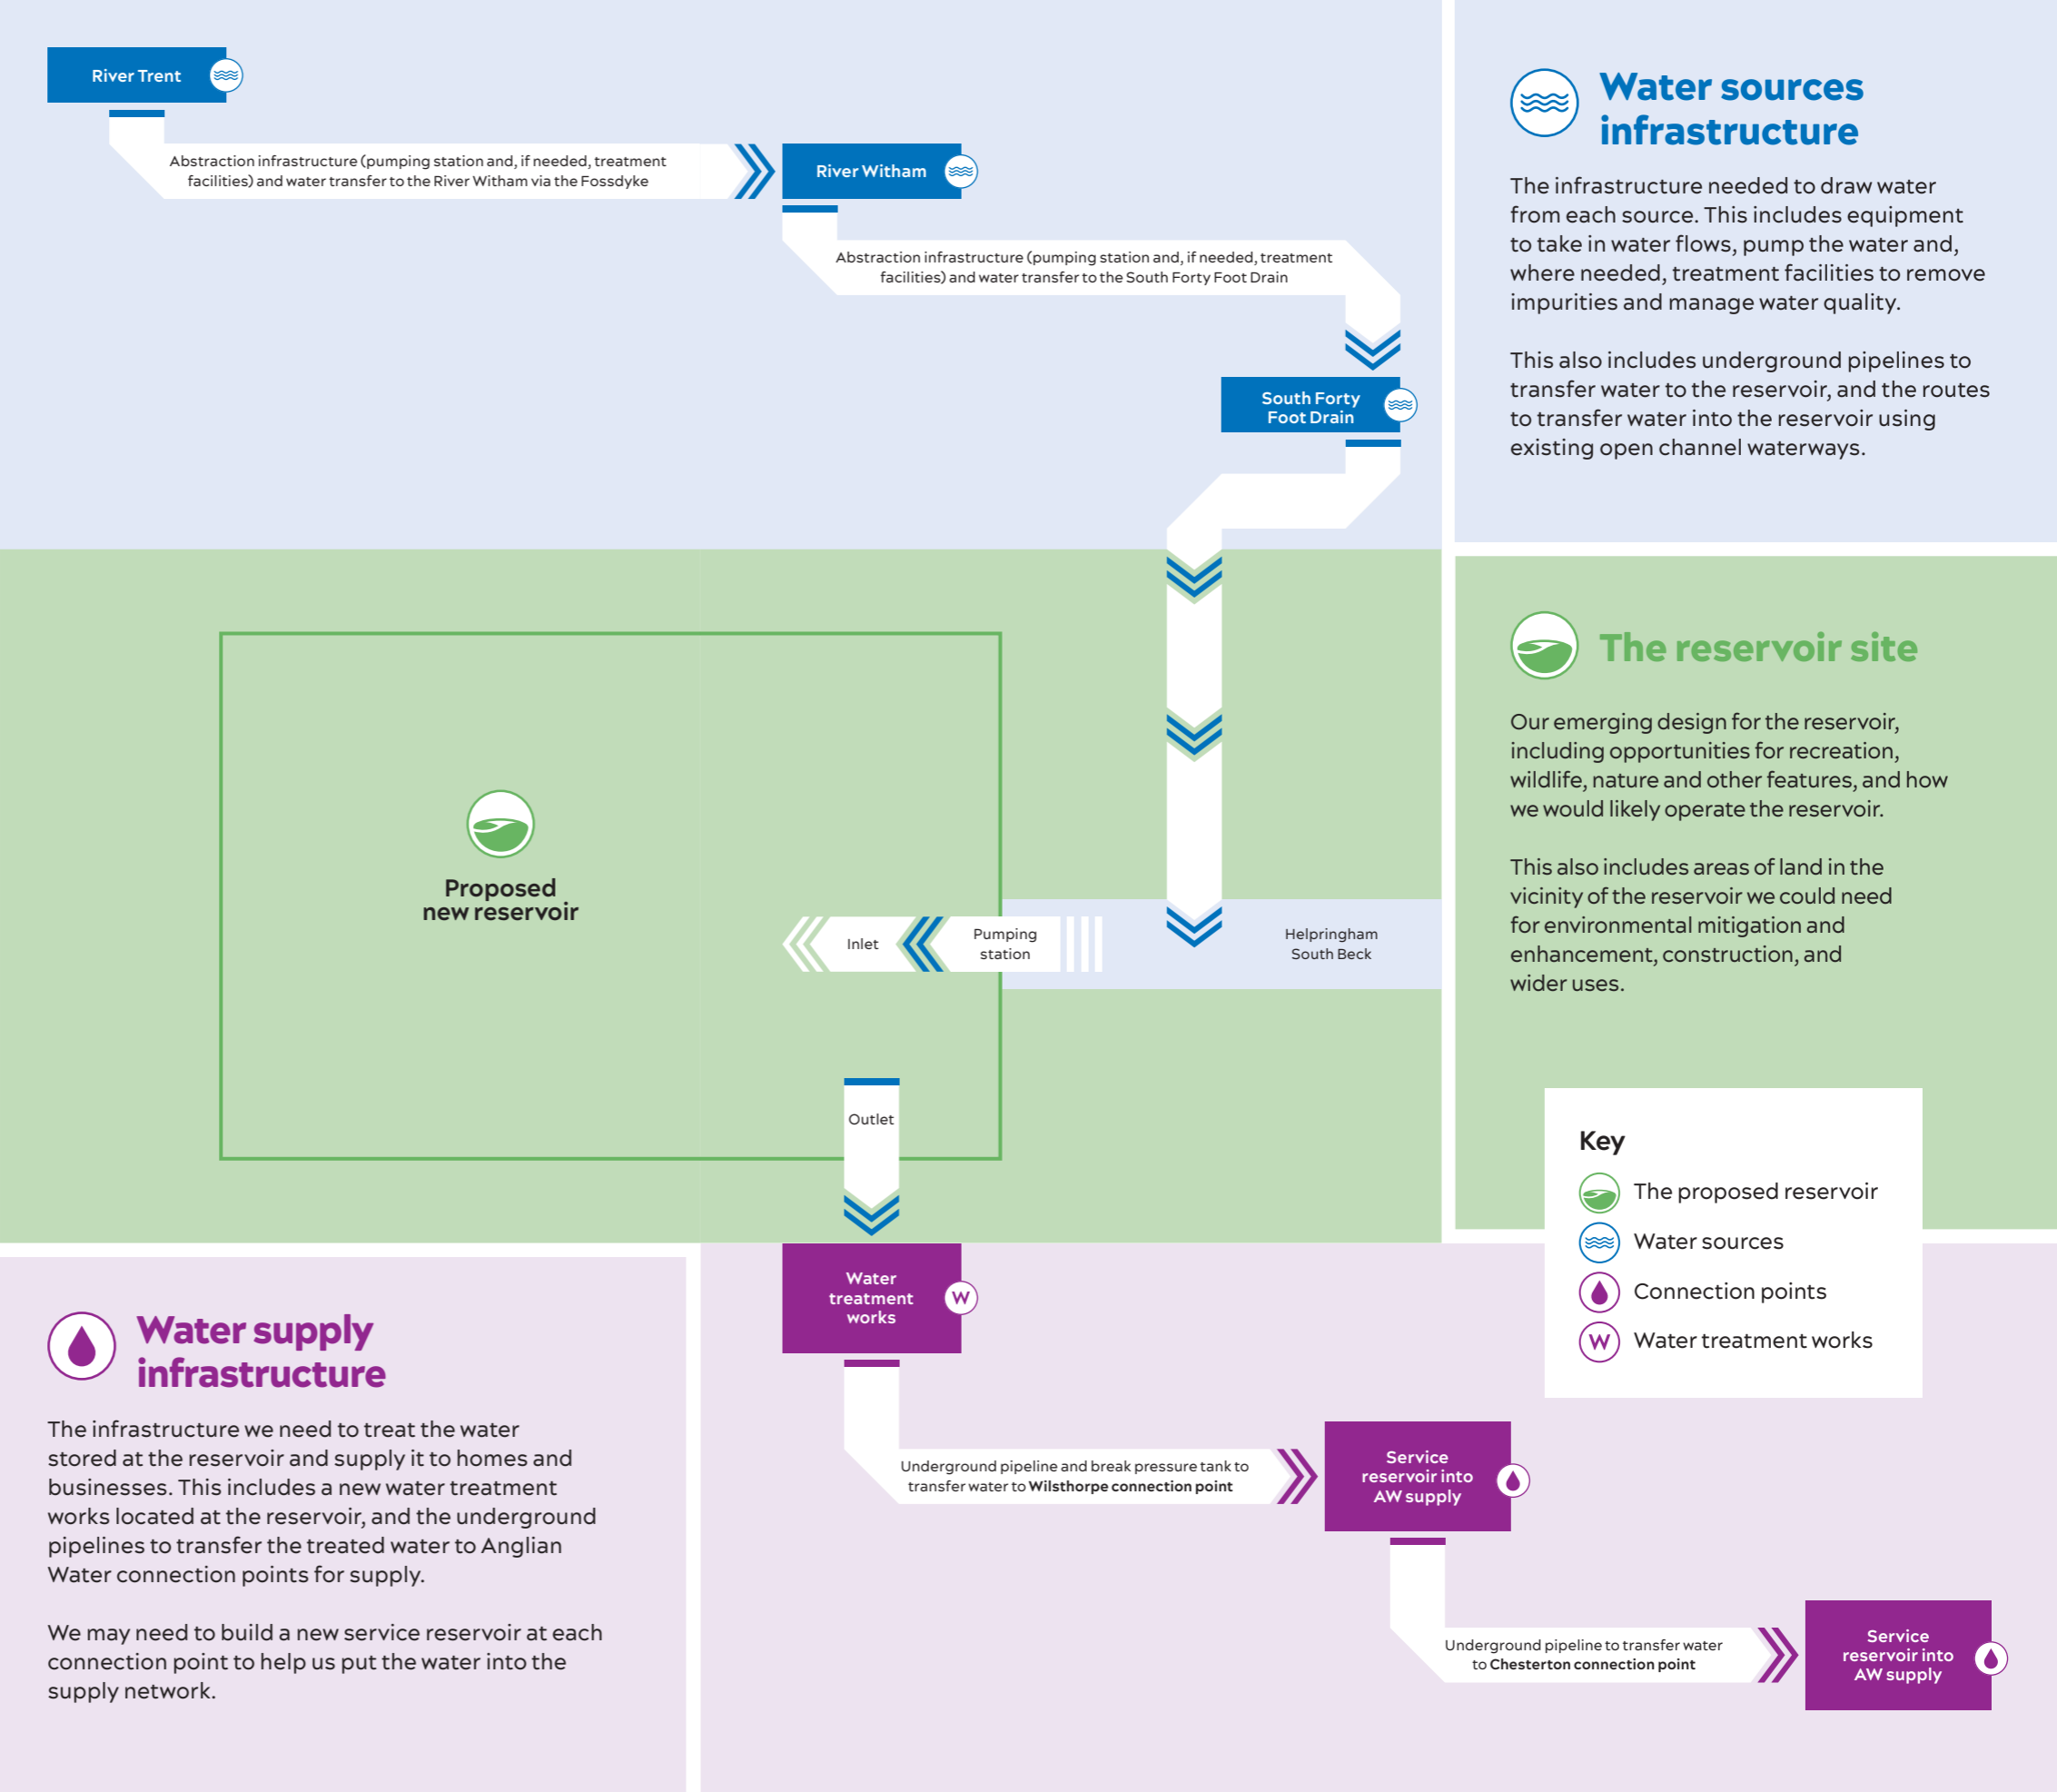 River Trent
Abstraction infrastructure (pumping station and, if needed, treatment
facilities) and water transfer to the River Witham via the Fossdyke
River Witham
Abstraction infrastructure (pumping station and, if needed, treatment
facilities) and water transfer to the South Forty Foot Drain
South Forty
Foot Drain
Water sources
infrastructure
The infrastructure needed to draw water
from each source. This includes equipment
to take in water flows, pump the water and,
where needed, treatment facilities to remove
impurities and manage water quality.
This also includes underground pipelines to
transfer water to the reservoir, and the routes
to transfer water into the reservoir using
existing open channel waterways.
Proposed
new reservoir
Inlet
Pumping
station
Helpringham
South Beck
Outlet
The reservoir site
Our emerging design for the reservoir,
including opportunities for recreation,
wildlife, nature and other features, and how
we would likely operate the reservoir.
This also includes areas of land in the
vicinity of the reservoir we could need
for environmental mitigation and
enhancement, construction, and
wider uses.
Key
The proposed reservoir
Water sources
Connection points
W
Water treatment works
Water supply
infrastructure
The infrastructure we need to treat the water
stored at the reservoir and supply it to homes and
businesses. This includes a new water treatment
works located at the reservoir, and the underground
pipelines to transfer the treated water to Anglian
Water connection points for supply.
We may need to build a new service reservoir at each
connection point to help us put the water into the
supply network.
Water
treatment
works
W
Underground pipeline and break pressure tank to
transfer water to Wilsthorpe connection point
Service
reservoir into
AW supply
Underground pipeline to transfer water
to Chesterton connection point
Service
reservoir into
AW supply